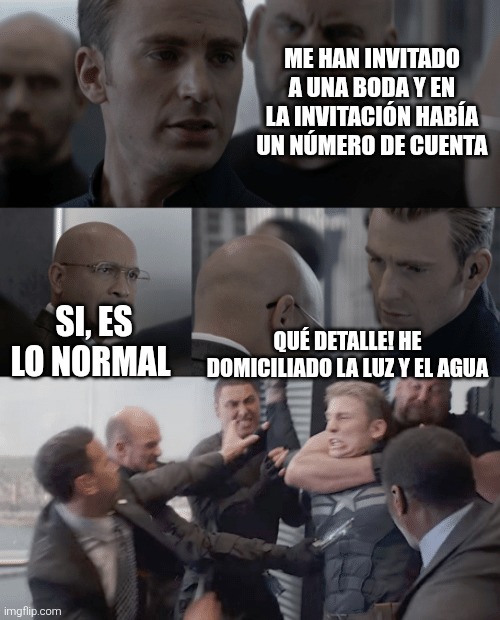 ME HAN INVITADO
A UNA BODA Y EN
LA INVITACIÓN HABÍA
UN NÚMERO DE CUENTA
SI, ES
LO NORMAL
QUÉ DETALLE! HE
DOMICILIADO LA LUZ Y EL AGUA
imgflip.com